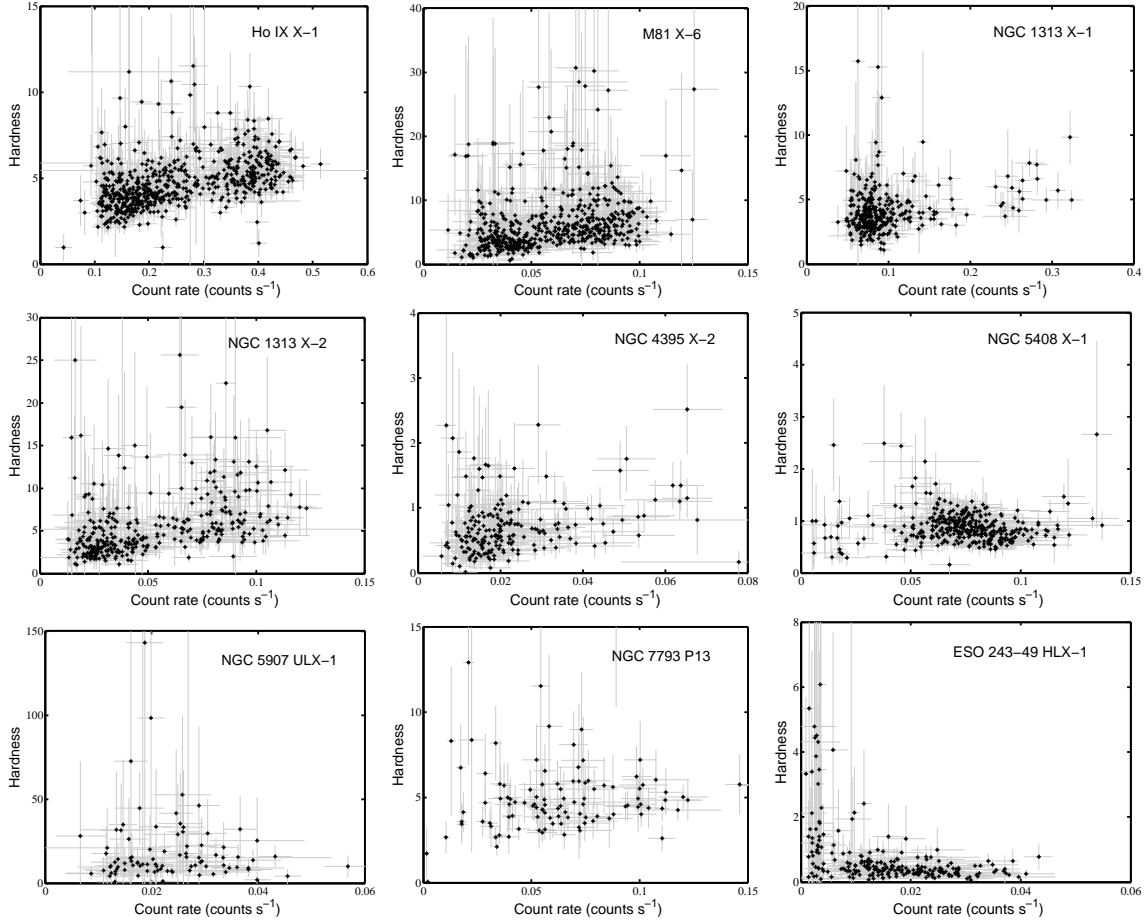 Ho IX X−1
Hardness
15
10
5
0
0 0.1 0.2 0.3 0.4 0.5 0.6
Count rate (counts s−1)
M81 X−6
Hardness
40
30
20
10
0
0 0.05 0.1 0.15
Count rate (counts s−1)
NGC 1313 X−1
Hardness
20
15
10
5
0
0 0.1 0.2 0.3 0.4
Count rate (counts s−1)
NGC 1313 X−2
Hardness
30
25
20
15
10
5
0
0 0.05 0.1 0.15
Count rate (counts s−1)
NGC 4395 X−2
Hardness
4
3
2
1
0
0 0.02 0.04 0.06 0.08
Count rate (counts s−1)
NGC 5408 X−1
Hardness
5
4
3
2
1
0
0 0.05 0.1 0.15
Count rate (counts s−1)
NGC 5907 ULX−1
Hardness
150
100
50
0
0 0.02 0.04 0.06
Count rate (counts s−1)
NGC 7793 P13
Hardness
15
10
5
0
0 0.05 0.1 0.15
Count rate (counts s−1)
ESO 243−49 HLX−1
Hardness
8
6
4
2
0
0 0.02 0.04 0.06
Count rate (counts s−1)